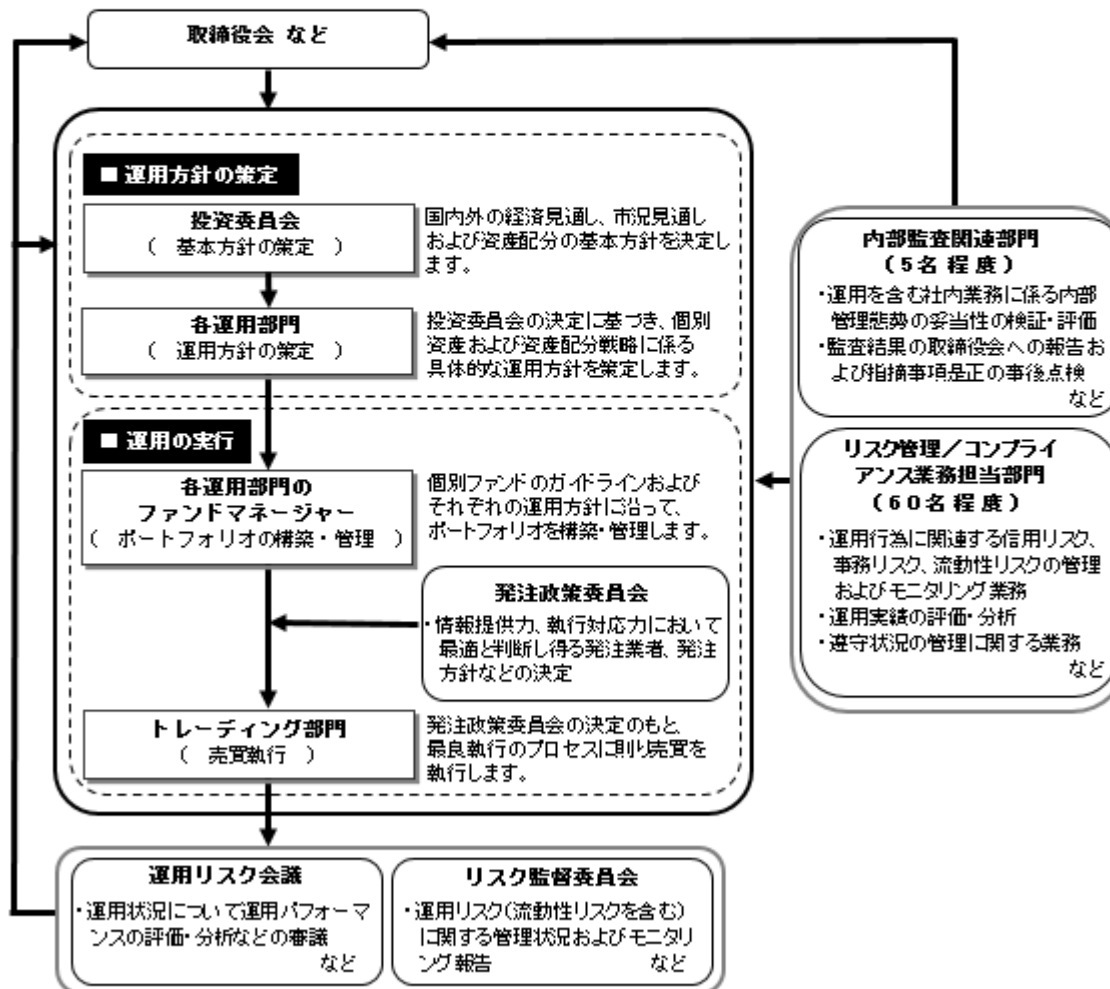 取締役会 など
■ 運用方針の策定
投資委員会
( 基本方針の策定 )
国内外の経済見通し、市況見通し
および資産配分の基本方針を決定し
ます。
各運用部門
( 運用方針の策定 )
投資委員会の決定に基づき、個別
資産および資産配分戦略に係る
具体的な運用方針を策定します。
■ 運用の実行
各運用部門の
ファンドマネージャー
( ポートフォリオの構築・管理 )
個別ファンドのガイドラインおよび
それぞれの運用方針に沿って、
ポートフォリオを構築・管理します。
発注政策委員会
・情報提供力、執行対応力において
最適と判断し得る発注業者、発注
方針などの決定
トレーディング部門
( 売買執行 )
発注政策委員会の決定のもと、
最良執行のプロセスに則り売買を
執行します。
内部監査関連部門
(5名程度)
・運用を含む社内業務に係る内部
管理態勢の妥当性の検証・評価
・監査結果の取締役会への報告お
よび指摘事項是正の事後点検
など
リスク管理/コンプライ
アンス業務担当部門
(60名程度)
・運用行為に関連する信用リスク、
事務リスク、流動性リスクの管理
およびモニタリング業務
・運用実績の評価・分析
・遵守状況の管理に関する業務
など
運用リスク会議
・運用状況について運用パフォーマ
ンスの評価・分析などの審議
など
リスク監督委員会
・運用リスク(流動性リスクを含む)
に関する管理状況およびモニタリ
ング報告 など